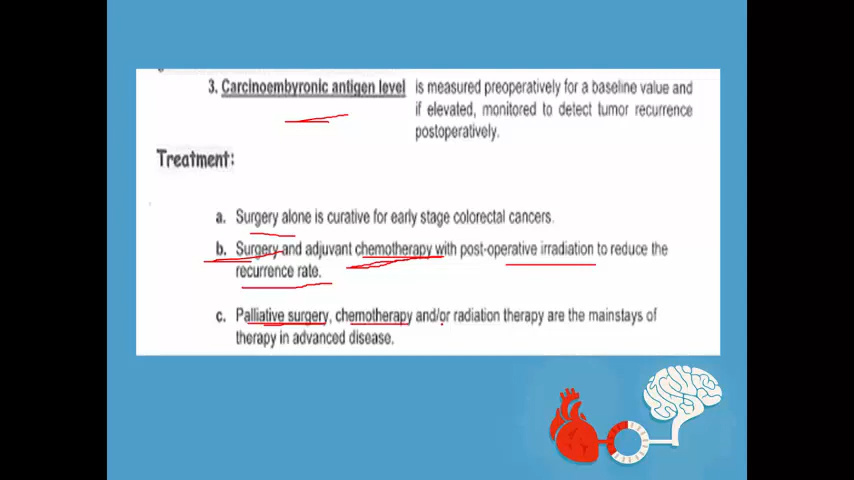 3. Carcinoembyronic antigen level is measured preoperatively for a baseline value and
if elevated, monitored to detect tumor recurrence
postoperatively.
Treatment:
a. Surgery alone is curative for early stage colorectal cancers.
b. Surgery and adjuvant chemotherapy with post-operative irradiation to reduce the
recurrence rate.
c. Palliative surgery, chemotherapy and/or radiation therapy are the mainstays of
therapy in advanced disease.